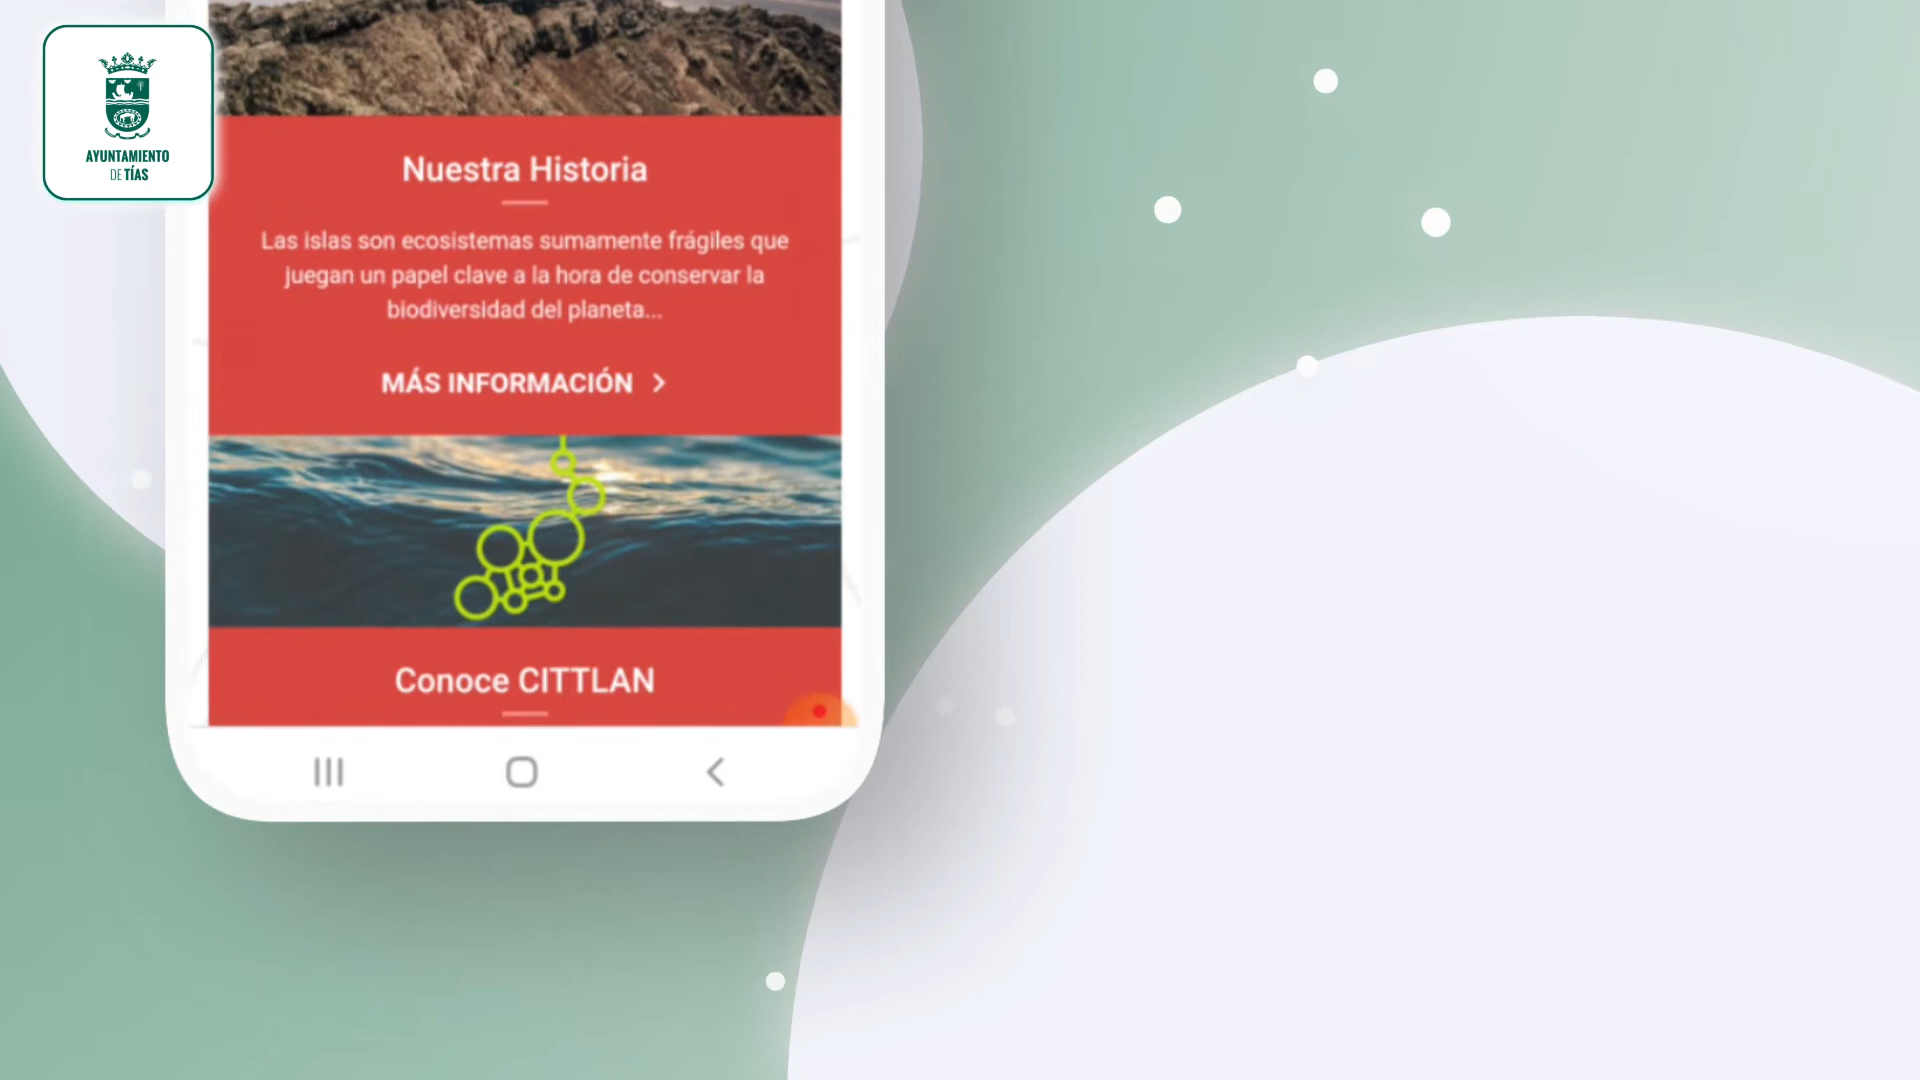 AYUNTAMIENTO
DE TÍAS
Nuestra Historia
Las islas son ecosistemas sumamente frágiles que
juegan un papel clave a la hora de conservar la
biodiversidad del planeta...
MÁS INFORMACIÓN
Conoce CITTLAN